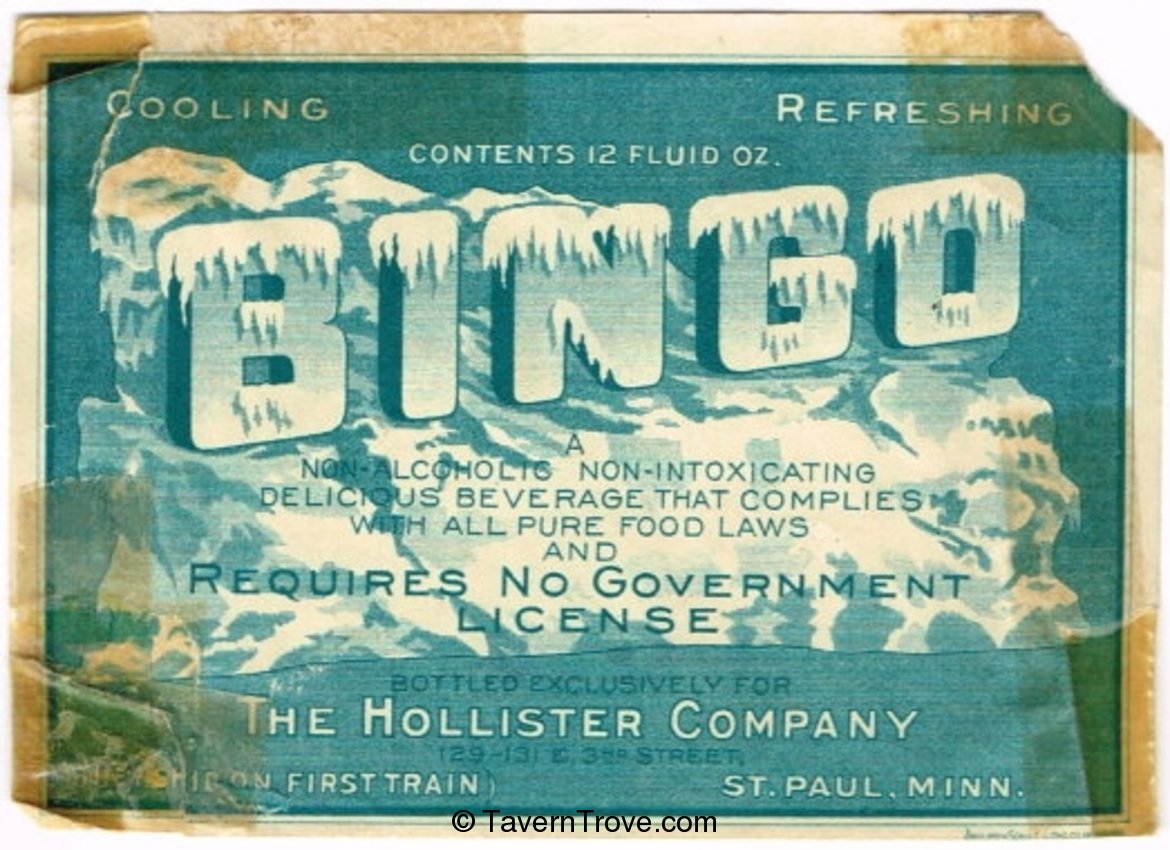 COOLING
REFRESHING
CONTENTS 12 FLUID OZ.
BINGO
A
NON-ALCOHOLIC NON-INTOXICATING
DELICIOUS BEVERAGE THAT COMPLIES
WITH ALL PURE FOOD LAWS
AND
REQUIRES NO GOVERNMENT
LICENSE
BOTTLED EXCLUSIVELY FOR
THE HOLLISTER COMPANY
129-131 E. 3RD STREET,
SHIP ON FIRST TRAIN)
ST. PAUL, MINN.
© TavernTrove.com